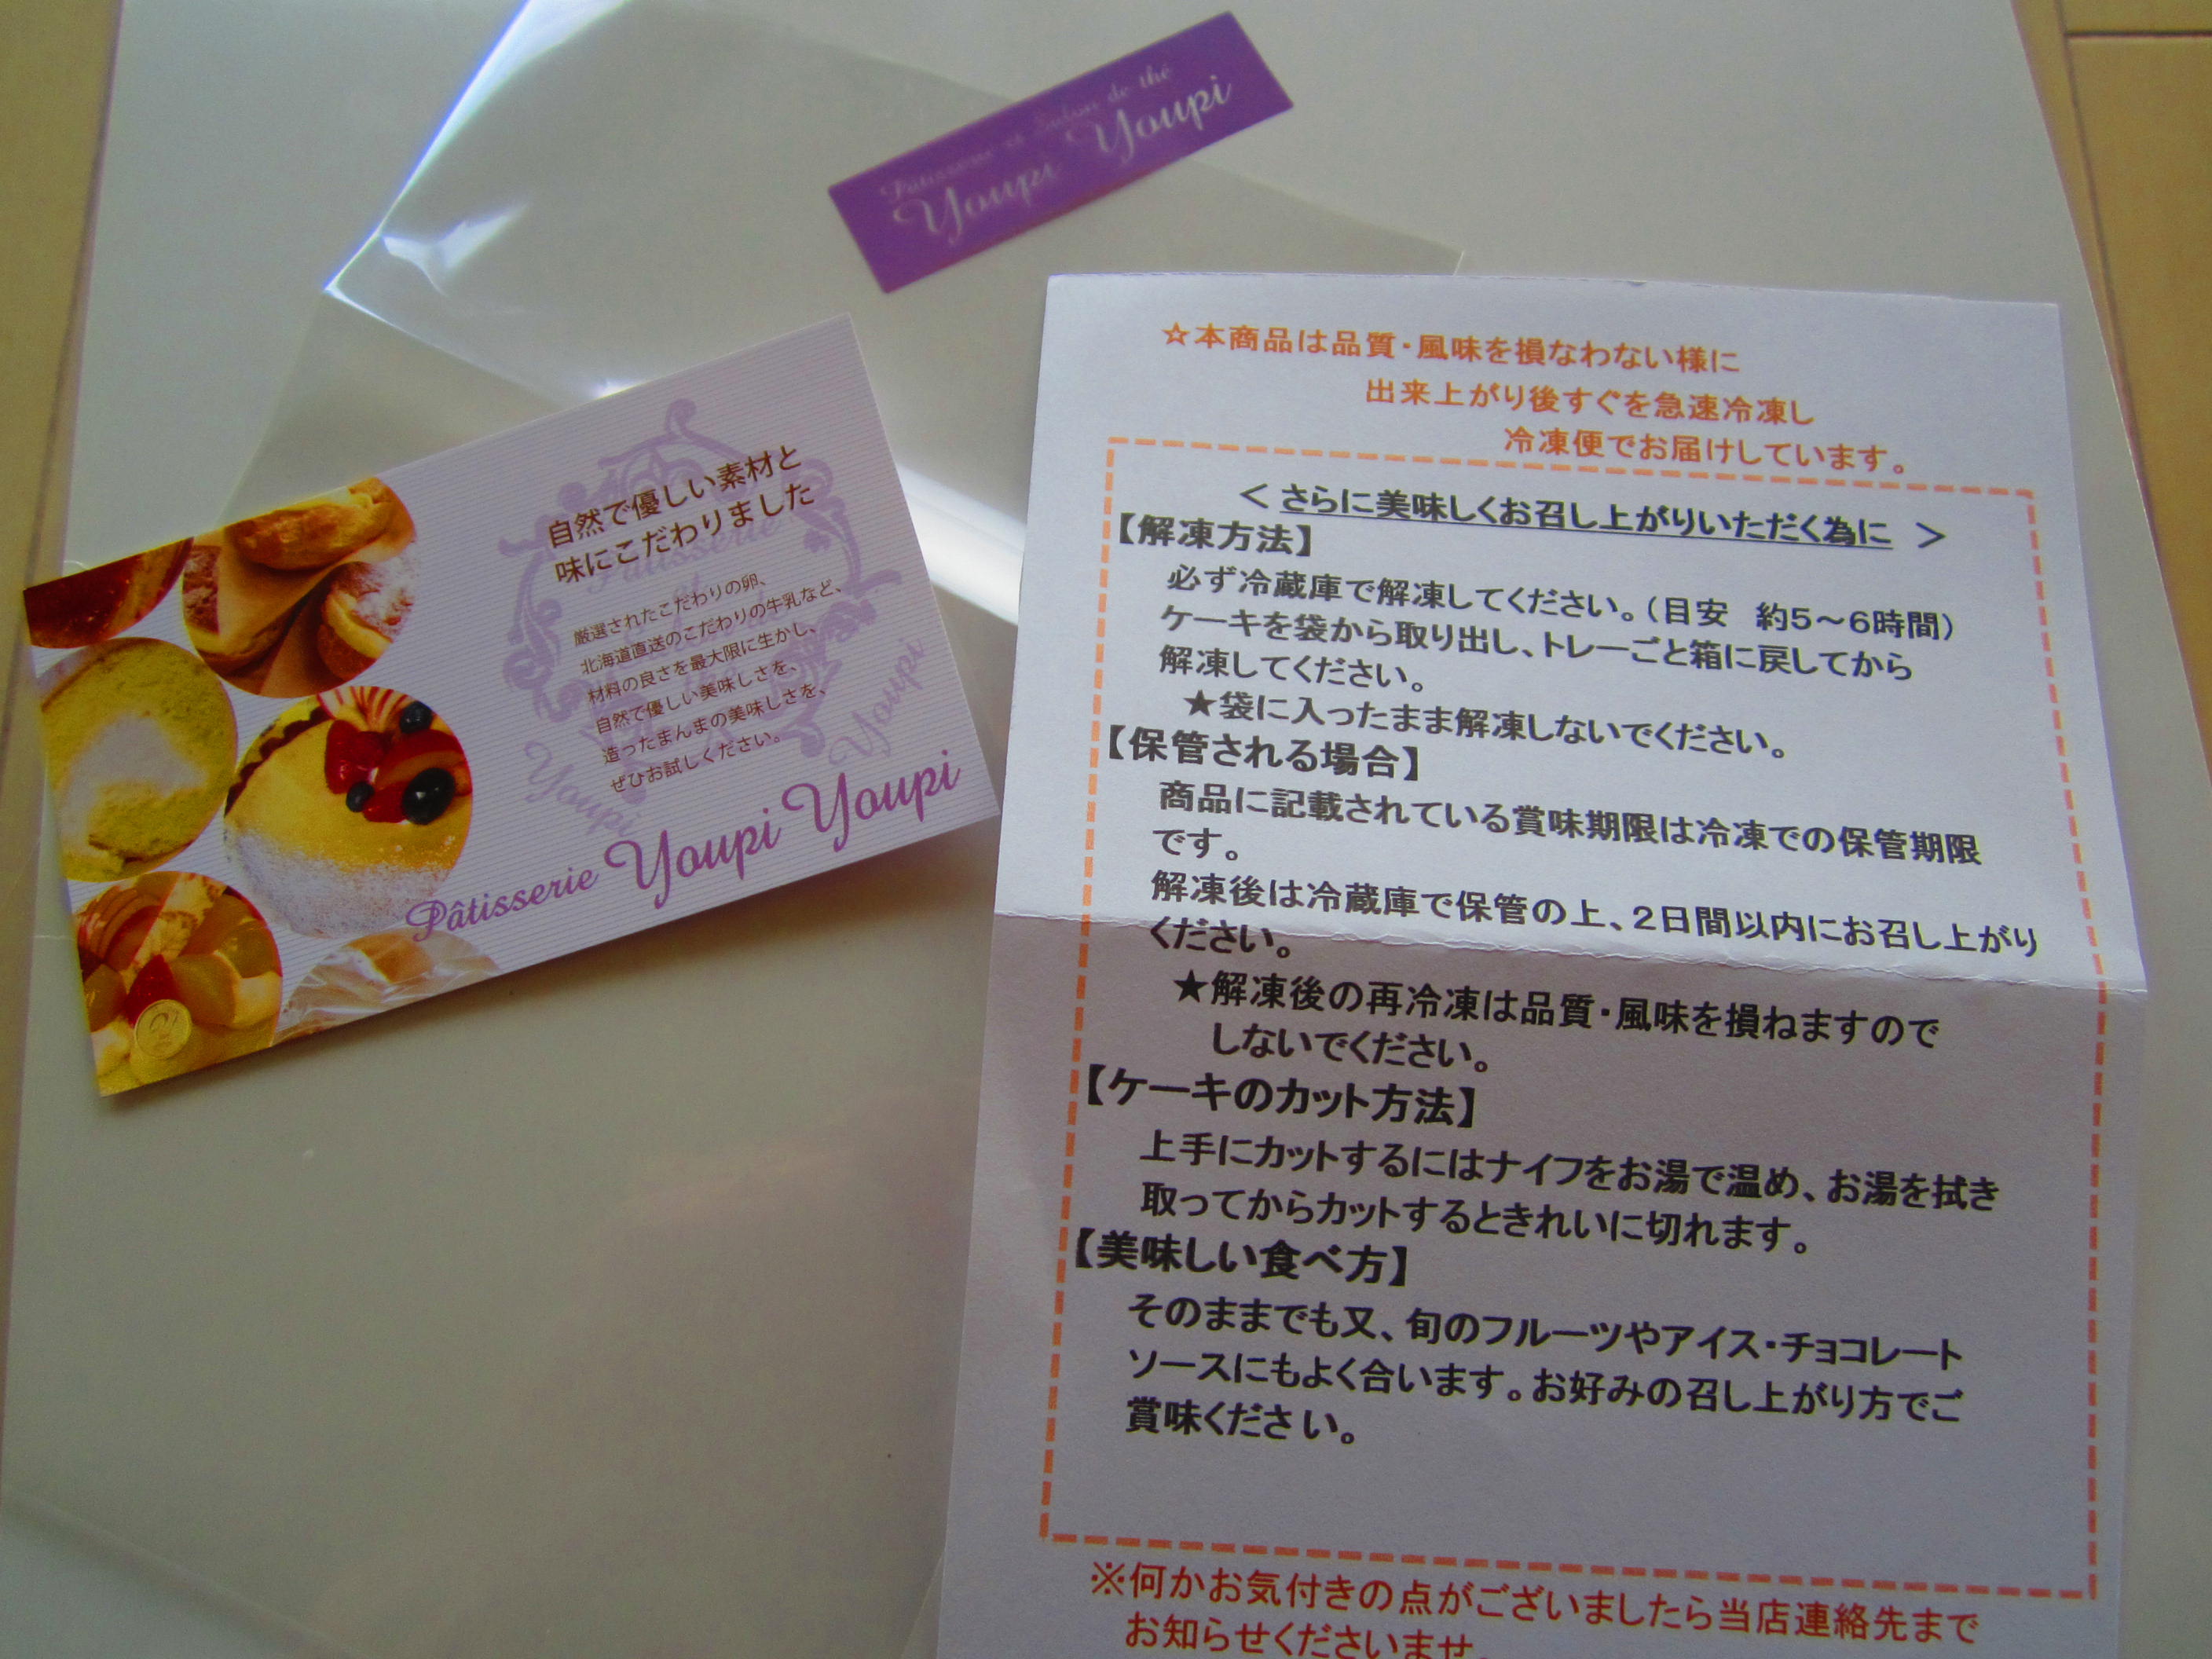 Pâtisserie et Salon de thé
Youpi Youpi
自然で優しい素材と
味にこだわりました
厳選されたこだわりの卵、
北海道直送のこだわりの牛乳など、
材料の良さを最大限に生かし、
自然で優しい美味しさを、
造ったまんまの美味しさを、
ぜひお試しください。
Pâtisserie
Youpi Youpi
Pâtisserie Youpi Youpi
☆本商品は品質・風味を損なわない様に
出来上がり後すぐを急速冷凍し
冷凍便でお届けしています。
＜ さらに美味しくお召し上がりいただく為に ＞
【解凍方法】
必ず冷蔵庫で解凍してください。（目安　約5～6時間）
ケーキを袋から取り出し、トレーごと箱に戻してから
解凍してください。
★袋に入ったまま解凍しないでください。
【保管される場合】
商品に記載されている賞味期限は冷凍での保管期限
です。
解凍後は冷蔵庫で保管の上、2日間以内にお召し上がり
ください。
★解凍後の再冷凍は品質・風味を損ねますので
しないでください。
【ケーキのカット方法】
上手にカットするにはナイフをお湯で温め、お湯を拭き
取ってからカットするときれいに切れます。
【美味しい食べ方】
そのままでも又、旬のフルーツやアイス・チョコレート
ソースにもよく合います。お好みの召し上がり方でご
賞味ください。
※何かお気付きの点がございましたら当店連絡先まで
お知らせくださいませ。